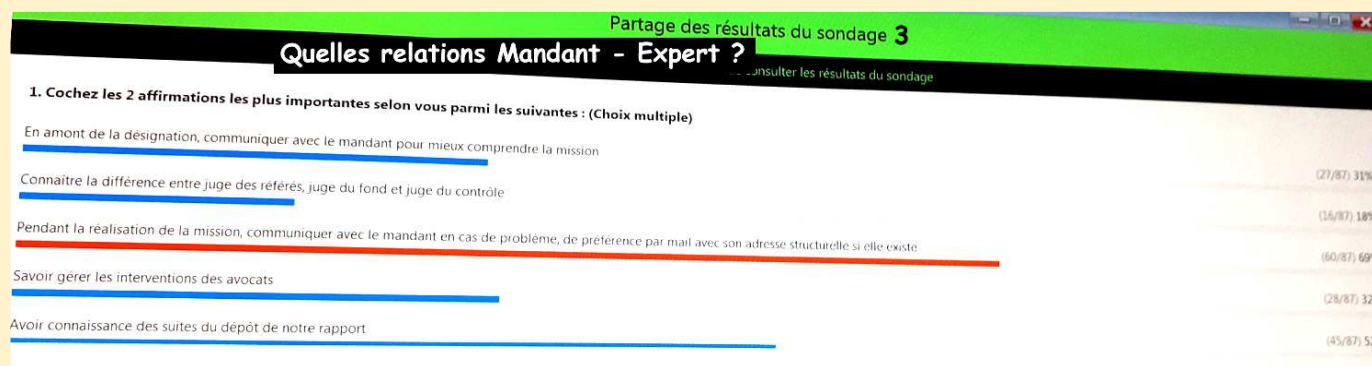 Partage des résultats du sondage 3
Quelles relations Mandant - Expert ?
consulter les résultats du sondage
1. Cochez les 2 affirmations les plus importantes selon vous parmi les suivantes : (Choix multiple)
En amont de la désignation, communiquer avec le mandant pour mieux comprendre la mission
(27/87) 31%
Connaître la différence entre juge des référés, juge du fond et juge du contrôle
(16/87) 18%
Pendant la réalisation de la mission, communiquer avec le mandant en cas de problème, de préférence par mail avec son adresse structurelle si elle existe
(60/87) 69%
Savoir gérer les interventions des avocats
(28/87) 32
Avoir connaissance des suites du dépôt de notre rapport
(45/87)